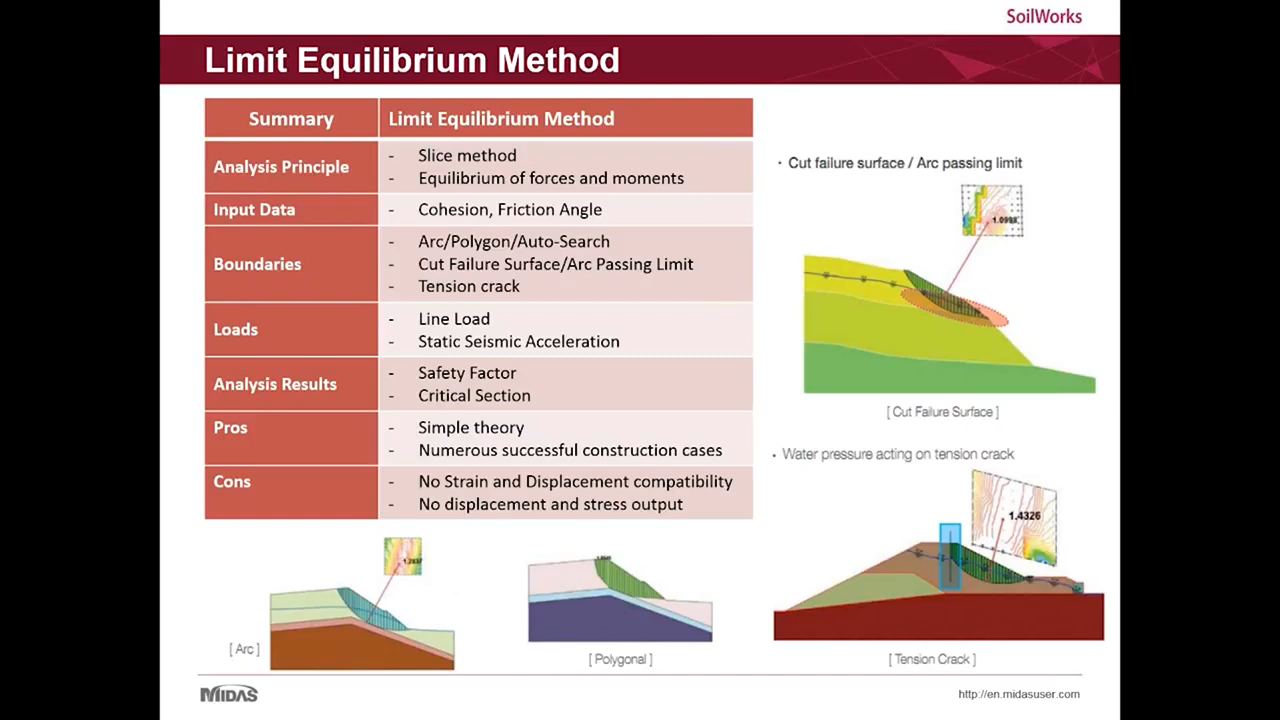 SoilWorks
Limit Equilibrium Method
Summary
Limit Equilibrium Method
Analysis Principle
- Slice method
- Equilibrium of forces and moments
Input Data
- Cohesion, Friction Angle
Boundaries
- Arc/Polygon/Auto-Search
- Cut Failure Surface/Arc Passing Limit
- Tension crack
Loads
- Line Load
- Static Seismic Acceleration
Analysis Results
- Safety Factor
- Critical Section
Pros
- Simple theory
- Numerous successful construction cases
Cons
- No Strain and Displacement compatibility
- No displacement and stress output
· Cut failure surface / Arc passing limit
[ Cut Failure Surface ]
· Water pressure acting on tension crack
1.4326
[ Tension Crack ]
[ Arc ]
[ Polygonal ]
MIDAS
http://en.midasuser.com